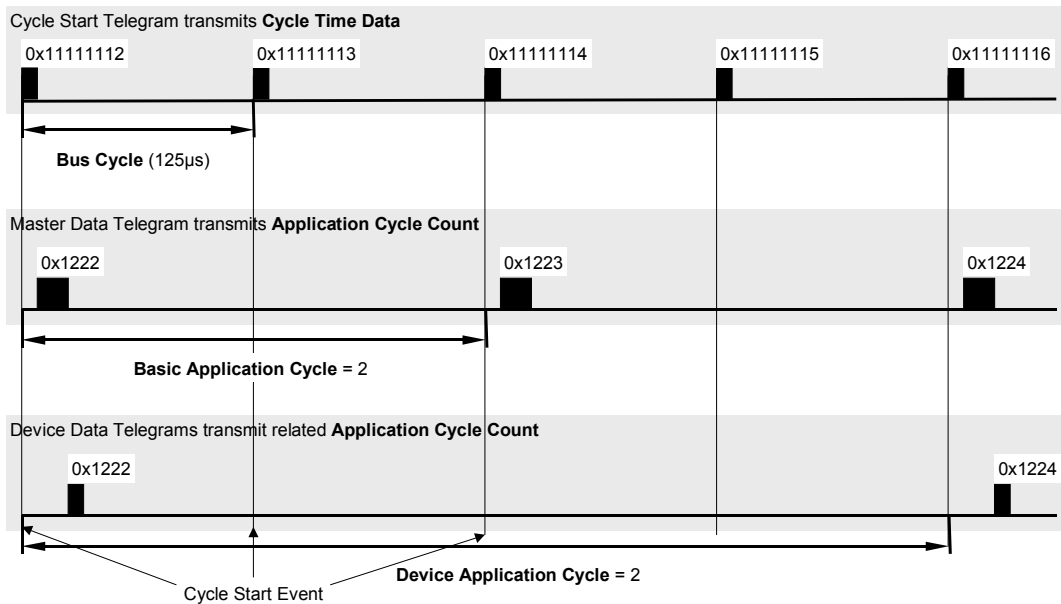 Cycle Start Telegram transmits Cycle Time Data
0x11111112 0x11111113 0x11111114 0x11111115 0x11111116
Bus Cycle (125µs)
Master Data Telegram transmits Application Cycle Count
0x1222 0x1223 0x1224
Basic Application Cycle = 2
Device Data Telegrams transmit related Application Cycle Count
0x1222 0x1224
Device Application Cycle = 2
Cycle Start Event